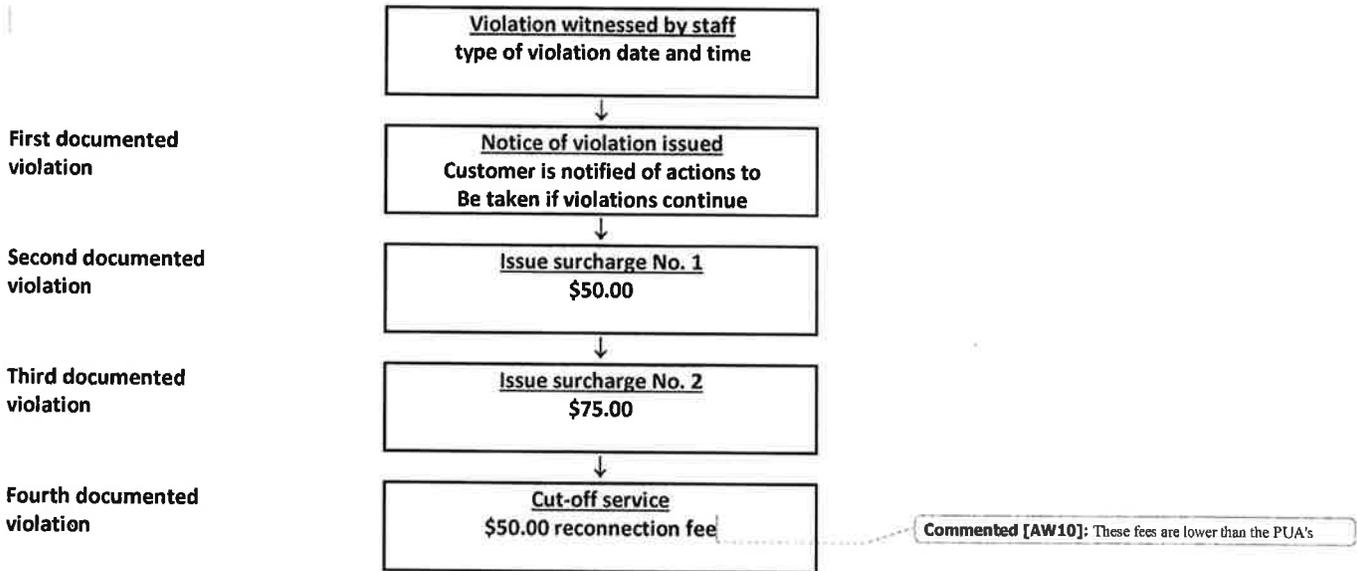 Violation witnessed by staff
type of violation date and time
↓
First documented
violation
Notice of violation issued
Customer is notified of actions to
Be taken if violations continue
↓
Second documented
violation
Issue surcharge No. 1
$50.00
↓
Third documented
violation
Issue surcharge No. 2
$75.00
↓
Fourth documented
violation
Cut-off service
$50.00 reconnection fee
Commented [AW10]: These fees are lower than the PUA's